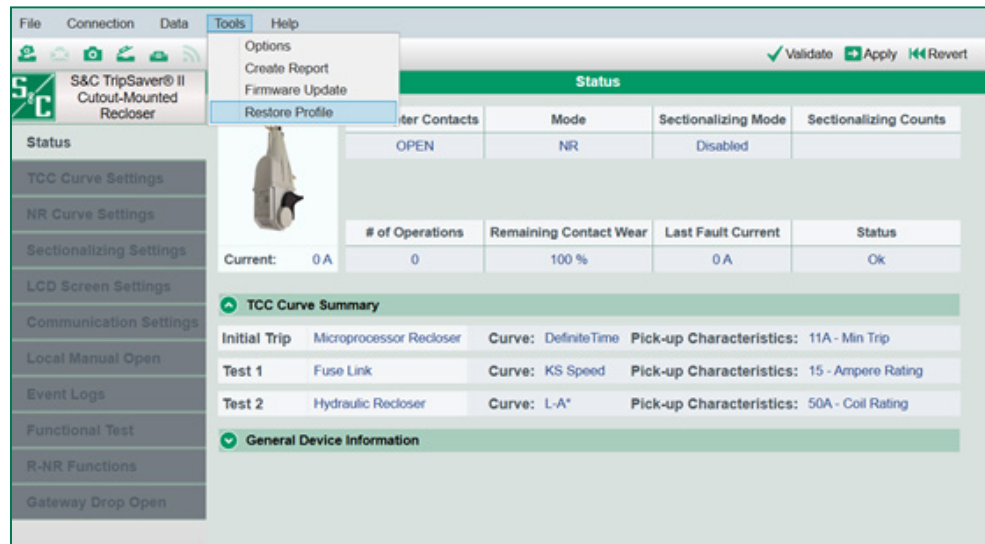 File Connection Data Tools Help
Options
Create Report
Firmware Update
Restore Profile
Validate Apply Revert
S&C
S&C TripSaver® II
Cutout-Mounted
Recloser
Status
TCC Curve Settings
NR Curve Settings
Sectionalizing Settings
LCD Screen Settings
Communication Settings
Local Manual Open
Event Logs
Functional Test
R-NR Functions
Gateway Drop Open
Status
Contacts Mode Sectionalizing Mode Sectionalizing Counts
OPEN NR Disabled
# of Operations Remaining Contact Wear Last Fault Current Status
Current: 0 A 0 100 % 0 A Ok
TCC Curve Summary
Initial Trip Microprocessor Recloser Curve: DefiniteTime Pick-up Characteristics: 11A - Min Trip
Test 1 Fuse Link Curve: KS Speed Pick-up Characteristics: 15 - Ampere Rating
Test 2 Hydraulic Recloser Curve: L-A* Pick-up Characteristics: 50A - Coil Rating
General Device Information